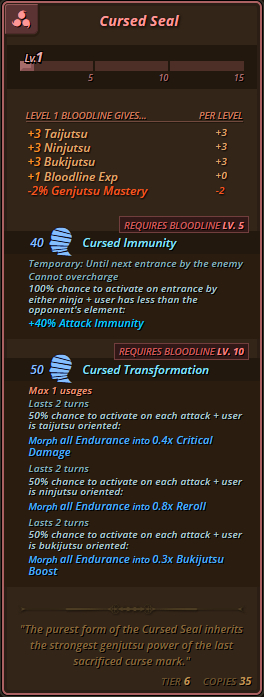 Cursed Seal
Lv.1
5 10 15
LEVEL 1 BLOODLINE GIVES... PER LEVEL
+3 Taijutsu +3
+3 Ninjutsu +3
+3 Bukijutsu +3
+1 Bloodline Exp +0
-2% Genjutsu Mastery -2
REQUIRES BLOODLINE LV. 5
40 Cursed Immunity
Temporary: Until next entrance by the enemy
Cannot overcharge
100% chance to activate on entrance by
either ninja + user has less than the
opponent's element:
+40% Attack Immunity
REQUIRES BLOODLINE LV. 10
50 Cursed Transformation
Max 1 usages
Lasts 2 turns
50% chance to activate on each attack + user
is taijutsu oriented:
Morph all Endurance into 0.4x Critical
Damage
Lasts 2 turns
50% chance to activate on each attack + user
is ninjutsu oriented:
Morph all Endurance into 0.8x Reroll
Lasts 2 turns
50% chance to activate on each attack + user
is bukijutsu oriented:
Morph all Endurance into 0.3x Bukijutsu
Boost
"The purest form of the Cursed Seal inherits
the strongest genjutsu power of the last
sacrificed curse mark."
TIER 6 COPIES 35